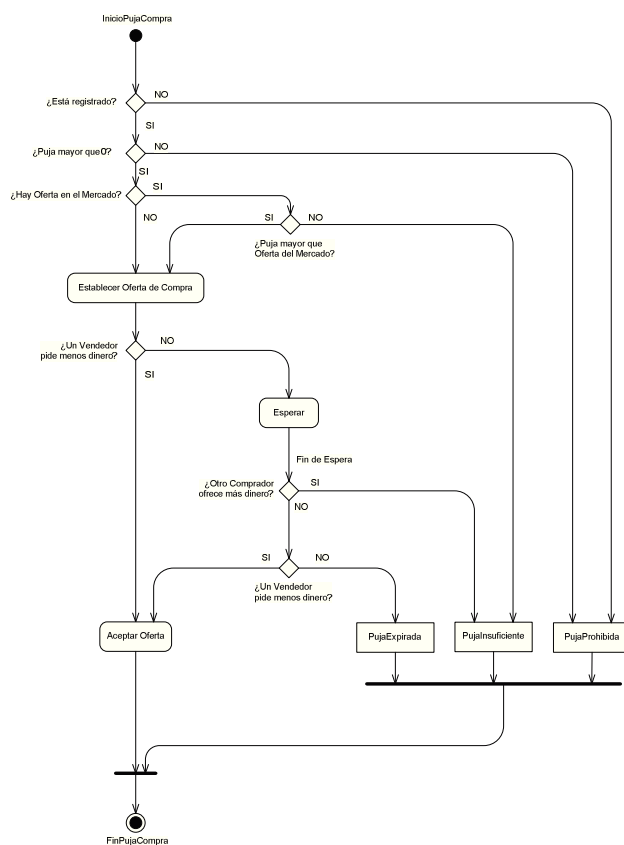 InicioPujaCompra
NO
¿Está registrado?
SI
NO
¿Puja mayor que0?
SI
SI
¿Hay Oferta en el Mercado?
NO
SI
NO
¿Puja mayor que
Oferta del Mercado?
Establecer Oferta de Compra
NO
¿Un Vendedor
pide menos dinero?
SI
Esperar
Fin de Espera
¿Otro Comprador
ofrece más dinero?
SI
NO
SI
NO
¿Un Vendedor
pide menos dinero?
Aceptar Oferta
PujaExpirada
PujaInsuficiente
PujaProhibida
FinPujaCompra